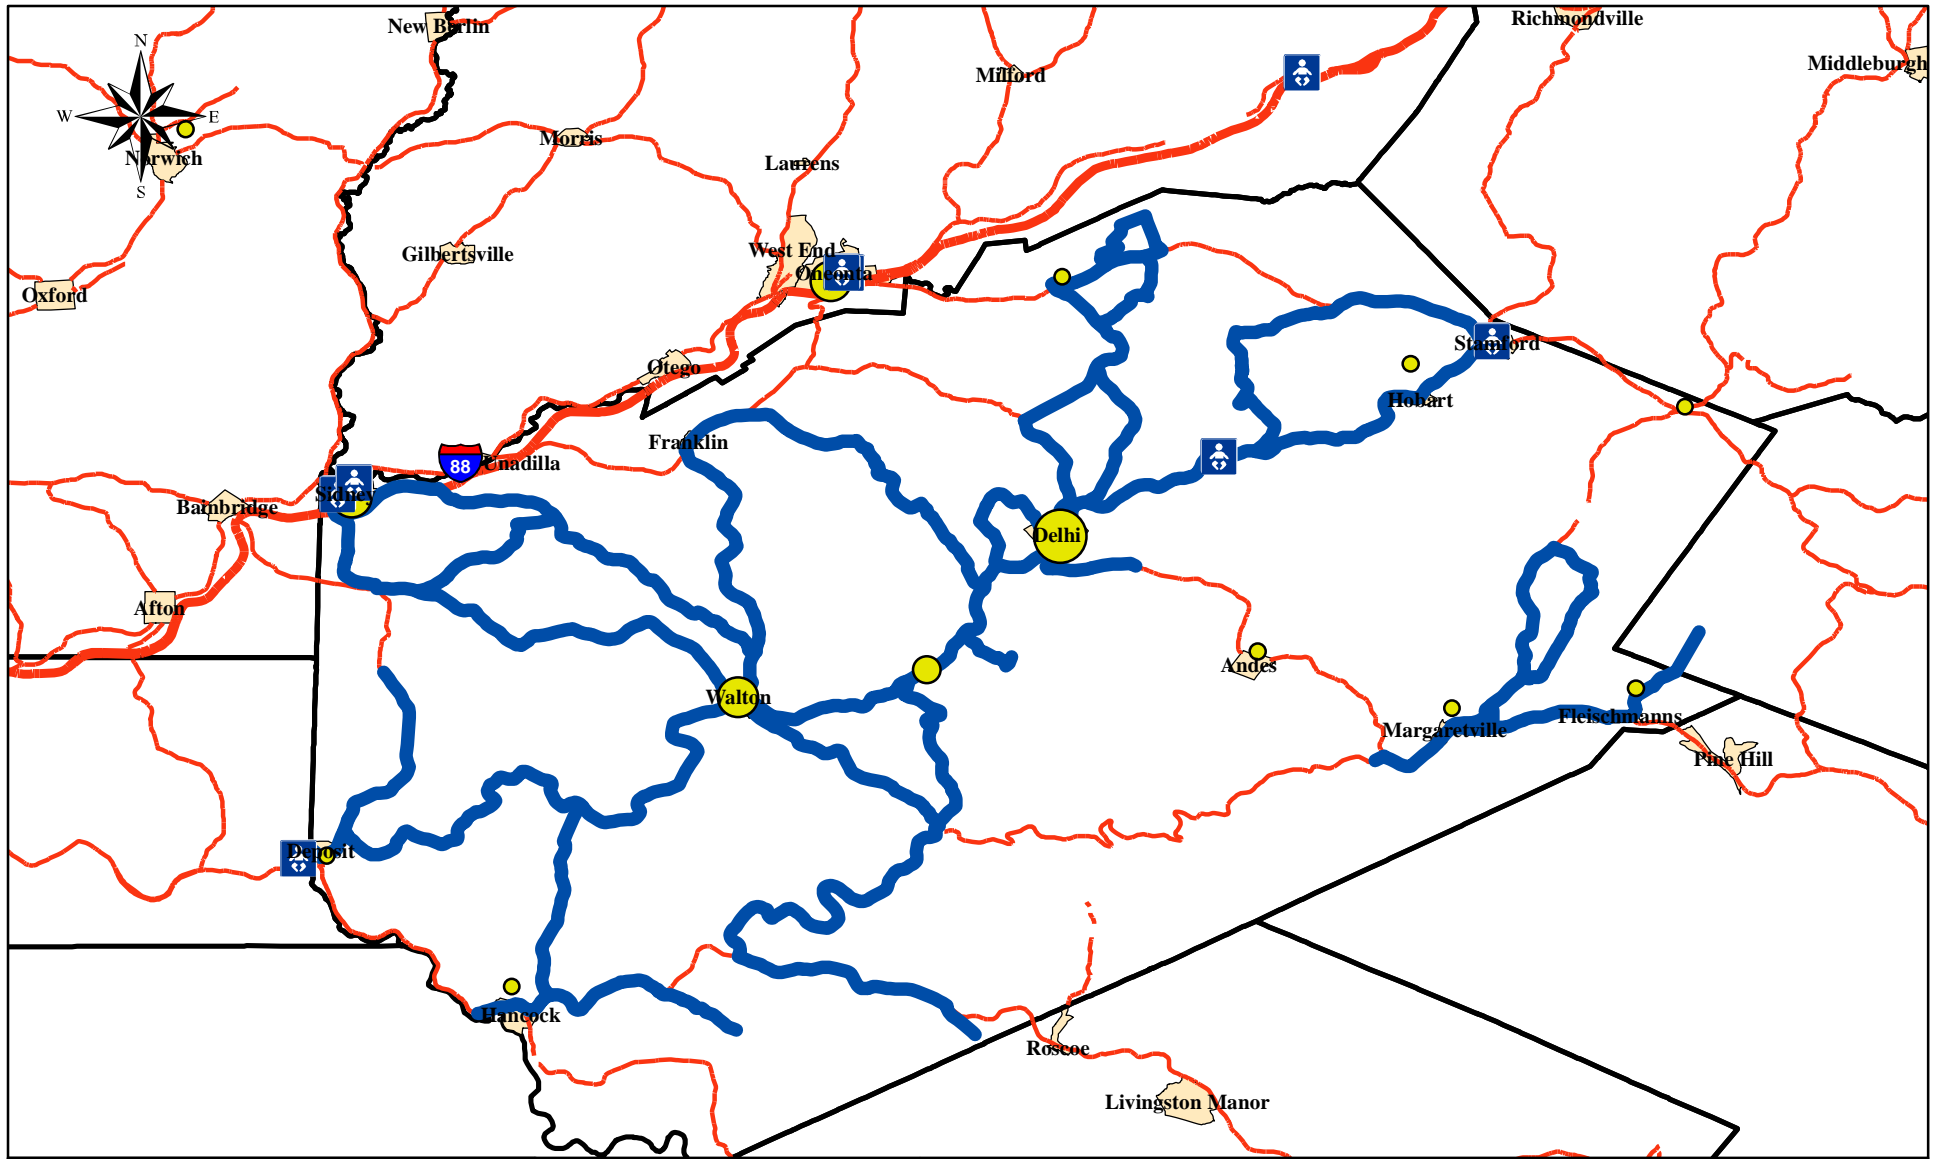 New Berlin
Richmondville
N
Middleburgh
Milford
W
E
Morris
Norwich
Laurens
S
West End
Gilbertsville
Oneonta
Oxford
Stamford
Otego
Hobart
Franklin
88
Unadilla
Sidney
Bainbridge
Delhi
Afton
Andes
Walton
Fleischmanns
Margaretville
Pine Hill
Deposit
Hancock
Roscoe
Livingston Manor